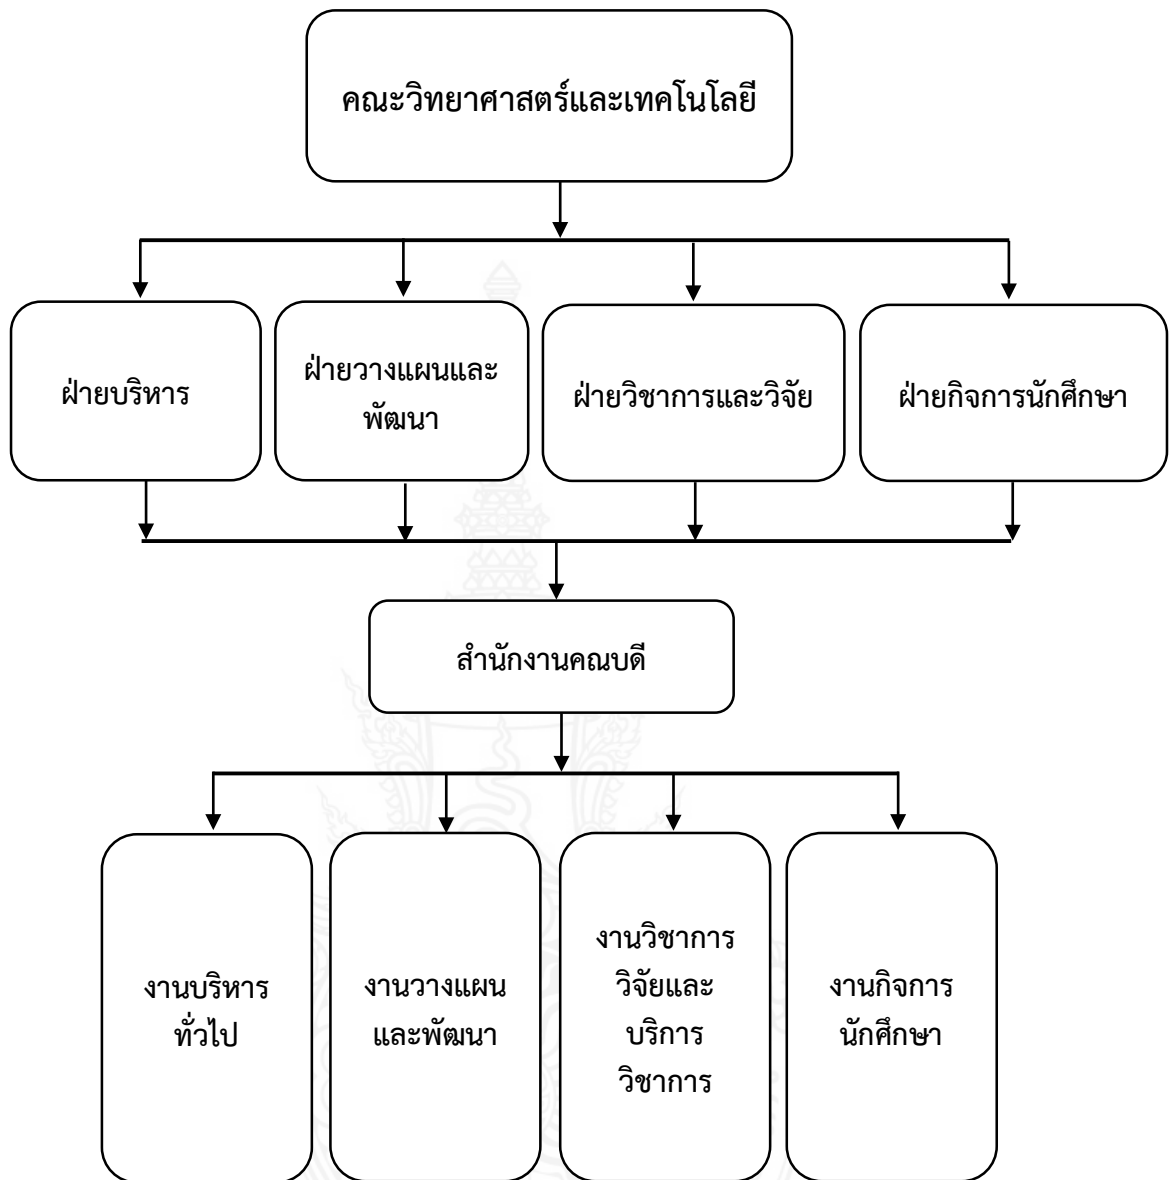 คณะวิทยาศาสตร์และเทคโนโลยี
ฝ่ายบริหาร
ฝ่ายวางแผนและ
พัฒนา
ฝ่ายวิชาการและวิจัย
ฝ่ายกิจการนักศึกษา
สำนักงานคณบดี
งานบริหาร
ทั่วไป
งานวางแผน
และพัฒนา
งานวิชาการ
วิจัยและ
บริการ
วิชาการ
งานกิจการ
นักศึกษา